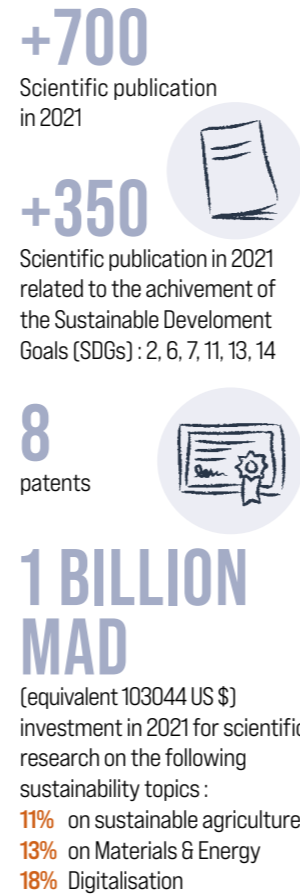 +700
Scientific publication
in 2021
+350
Scientific publication in 2021
related to the achivement of
the Sustainable Develoment
Goals (SDGs) : 2, 6, 7, 11, 13, 14
8
patents
1 BILLION
MAD
(equivalent 103044 US $)
investment in 2021 for scientific
research on the following
sustainability topics :
11% on sustainable agriculture
13% on Materials & Energy
18% Digitalisation